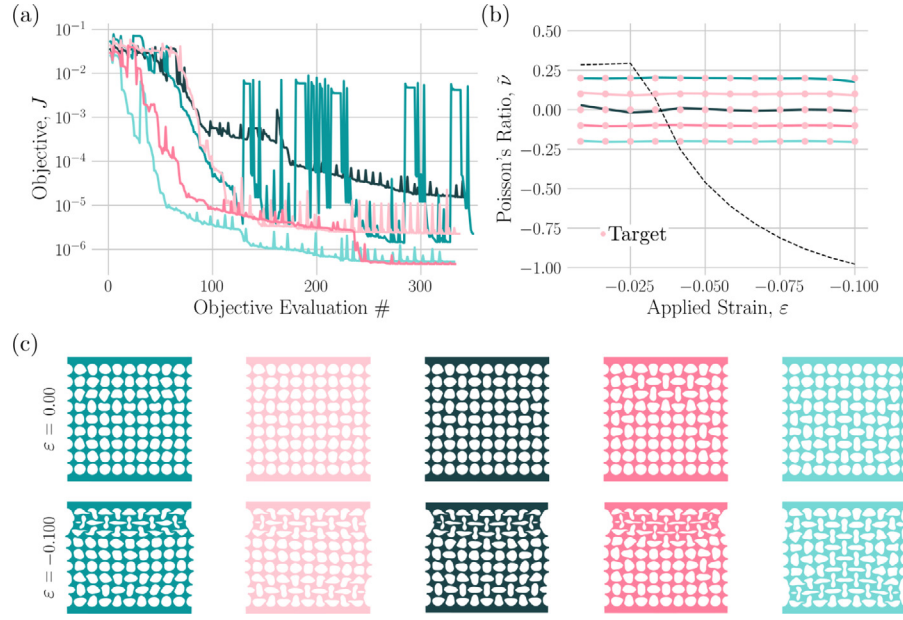 (a)
10⁻¹
10⁻²
10⁻³
10⁻⁴
10⁻⁵
10⁻⁶
Objective, J
0
100
200
300
Objective Evaluation #
(b)
0.50
0.25
0.00
−0.25
−0.50
−0.75
−1.00
Poisson's Ratio, ν̃
Target
−0.025
−0.050
−0.075
−0.100
Applied Strain, ε
(c)
ε = 0.00
ε = −0.100